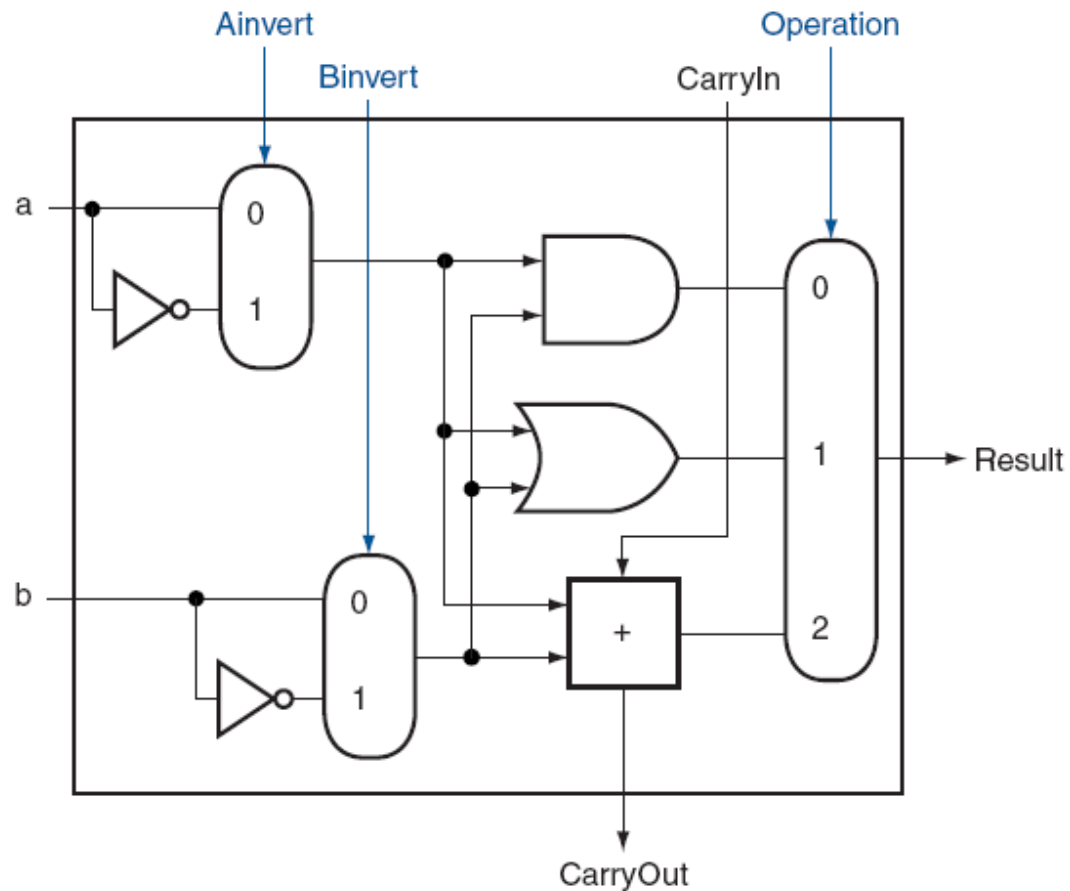 Ainvert
Operation
Binvert
CarryIn
a
0
1
0
1
Result
b
0
1
+
2
CarryOut